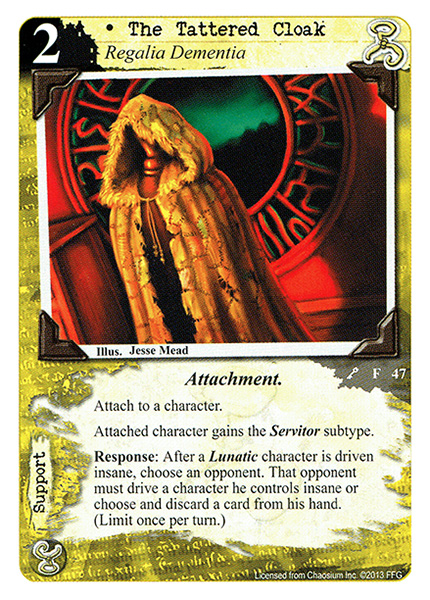 2
• The Tattered Cloak
Regalia Dementia
Illus. Jesse Mead
F 47
Attachment.
Attach to a character.
Attached character gains the Servitor subtype.
Response: After a Lunatic character is driven
insane, choose an opponent. That opponent
must drive a character he controls insane or
choose and discard a card from his hand.
(Limit once per turn.)
Support
Licensed from Chaosium Inc. ©2013 FFG